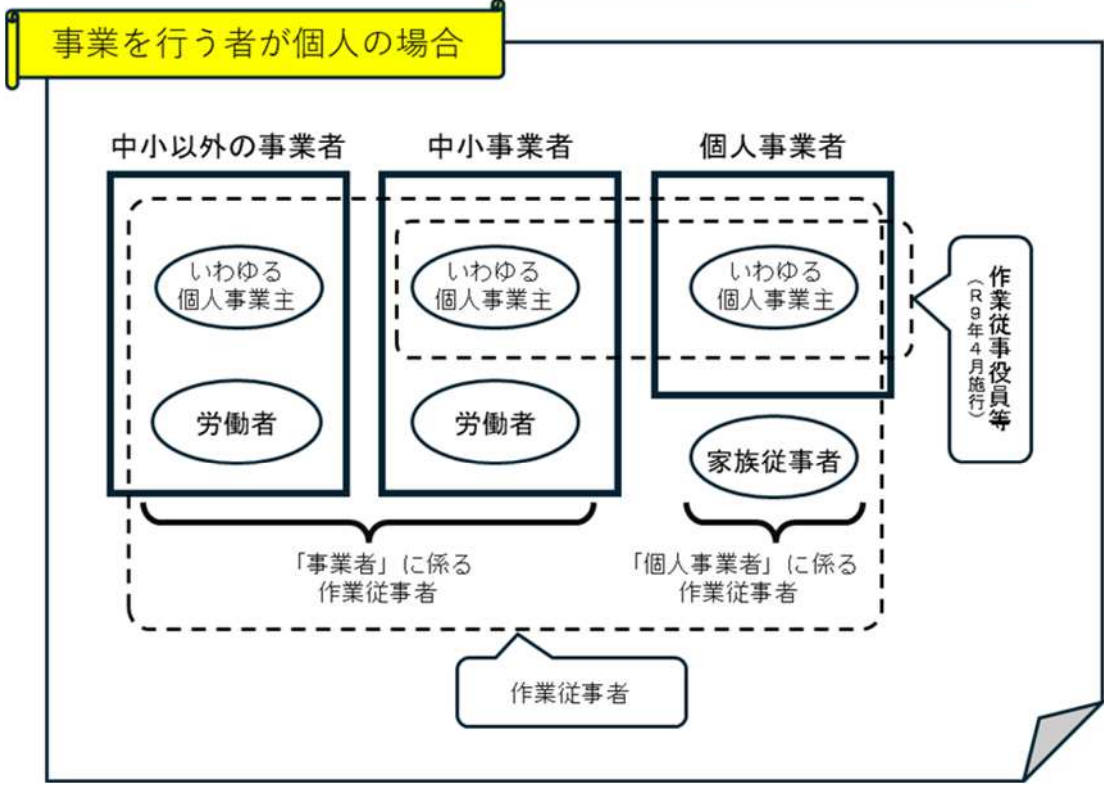 事業を行う者が個人の場合
中小以外の事業者
中小事業者
個人事業者
いわゆる
個人事業主
いわゆる
個人事業主
いわゆる
個人事業主
作業従事役員等
（R9年4月施行）
労働者
労働者
家族従事者
「事業者」に係る
作業従事者
「個人事業者」に係る
作業従事者
作業従事者